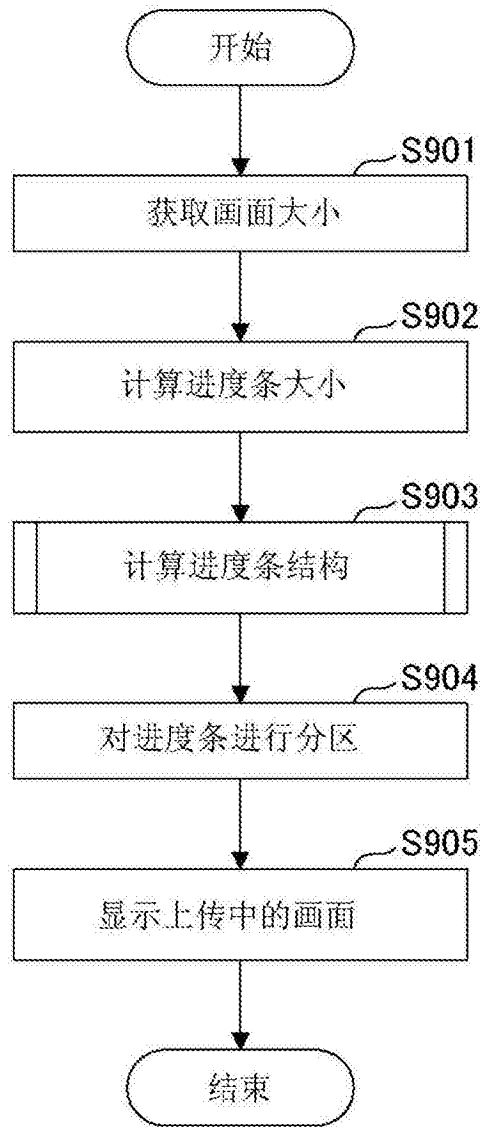 开始
S901
获取画面大小
S902
计算进度条大小
S903
计算进度条结构
S904
对进度条进行分区
S905
显示上传中的画面
结束